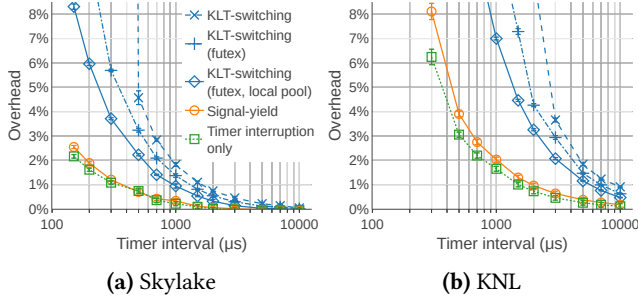 8%
7%
6%
5%
4%
3%
2%
1%
0%
Overhead
100
1000
10000
Timer interval (µs)
KLT-switching
KLT-switching
(futex)
KLT-switching
(futex, local pool)
Signal-yield
Timer interruption
only
(a) Skylake
8%
7%
6%
5%
4%
3%
2%
1%
0%
Overhead
100
1000
10000
Timer interval (µs)
(b) KNL